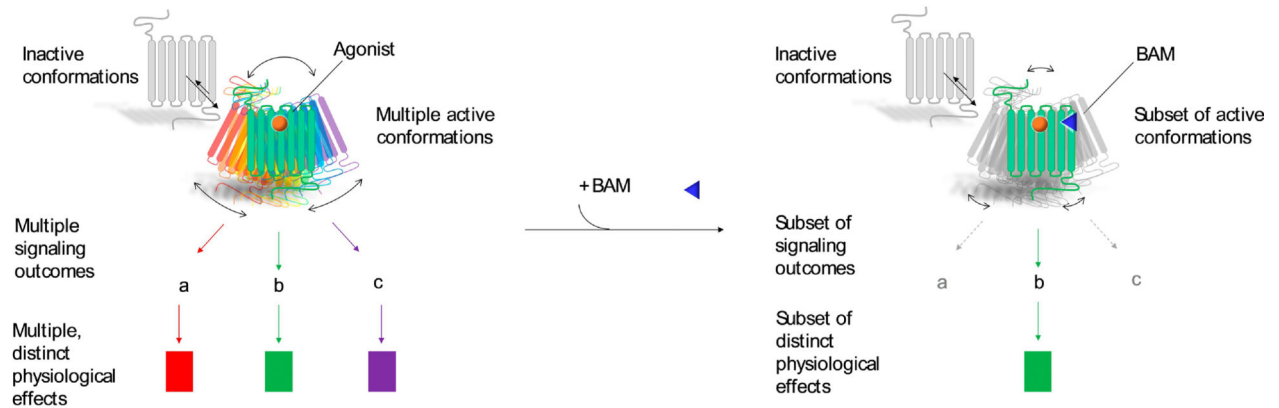 Inactive
conformations
Agonist
Multiple active
conformations
Multiple
signaling
outcomes
a
b
c
Multiple,
distinct
physiological
effects
+ BAM
Inactive
conformations
BAM
Subset of active
conformations
Subset of
signaling
outcomes
a
b
c
Subset of
distinct
physiological
effects